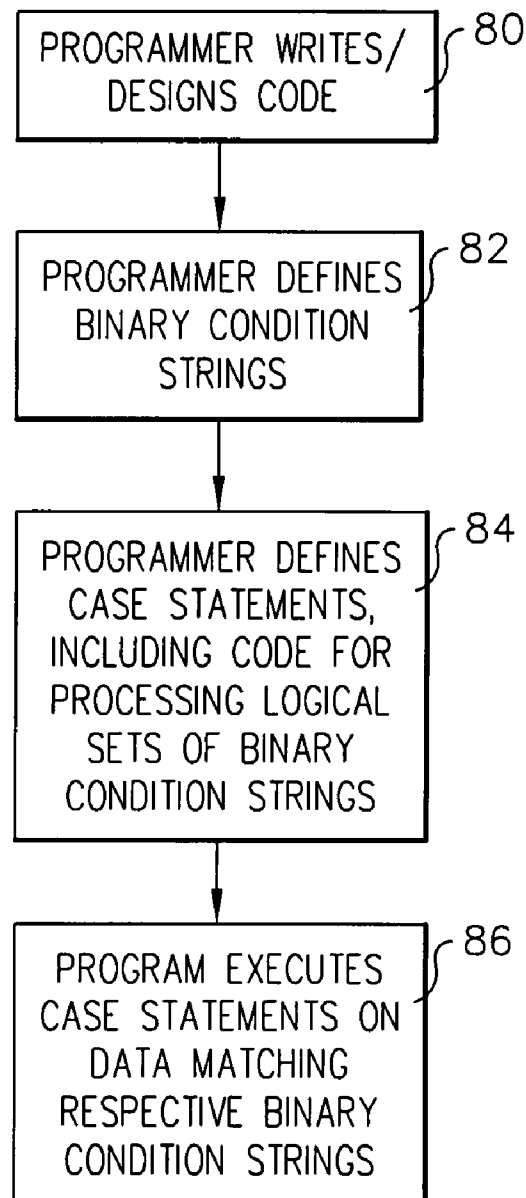 PROGRAMMER WRITES/
DESIGNS CODE
80
PROGRAMMER DEFINES
BINARY CONDITION
STRINGS
82
PROGRAMMER DEFINES
CASE STATEMENTS,
INCLUDING CODE FOR
PROCESSING LOGICAL
SETS OF BINARY
CONDITION STRINGS
84
PROGRAM EXECUTES
CASE STATEMENTS ON
DATA MATCHING
RESPECTIVE BINARY
CONDITION STRINGS
86